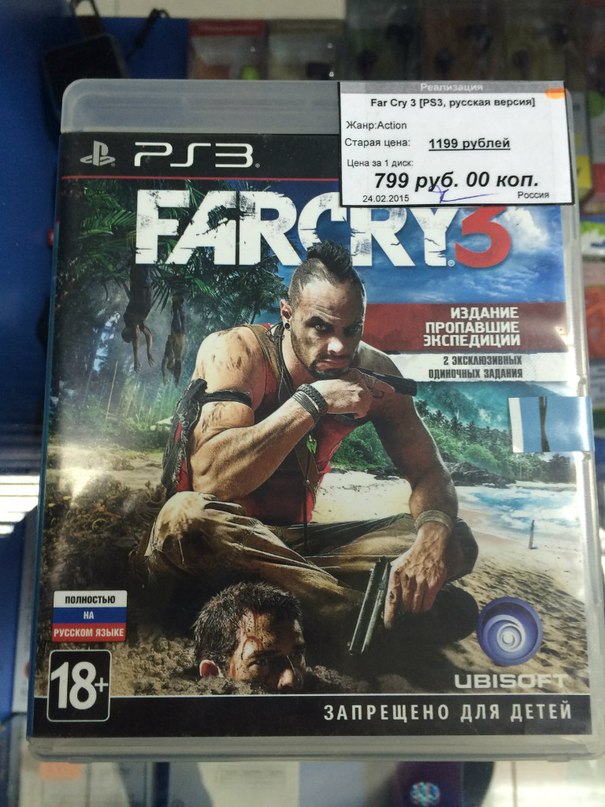 Реализация
Far Cry 3 [PS3, русская версия]
Жанр:Action
Старая цена: 1199 рублей
Цена за 1 диск:
799 руб. 00 коп.
24.02.2015 Россия
PS3
FARCRY3
ИЗДАНИЕ
ПРОПАВШИЕ
ЭКСПЕДИЦИИ
2 ЭКСКЛЮЗИВНЫХ
ОДИНОЧНЫХ ЗАДАНИЯ
ПОЛНОСТЬЮ
НА
РУССКОМ ЯЗЫКЕ
18+
UBISOFT
ЗАПРЕЩЕНО ДЛЯ ДЕТЕЙ